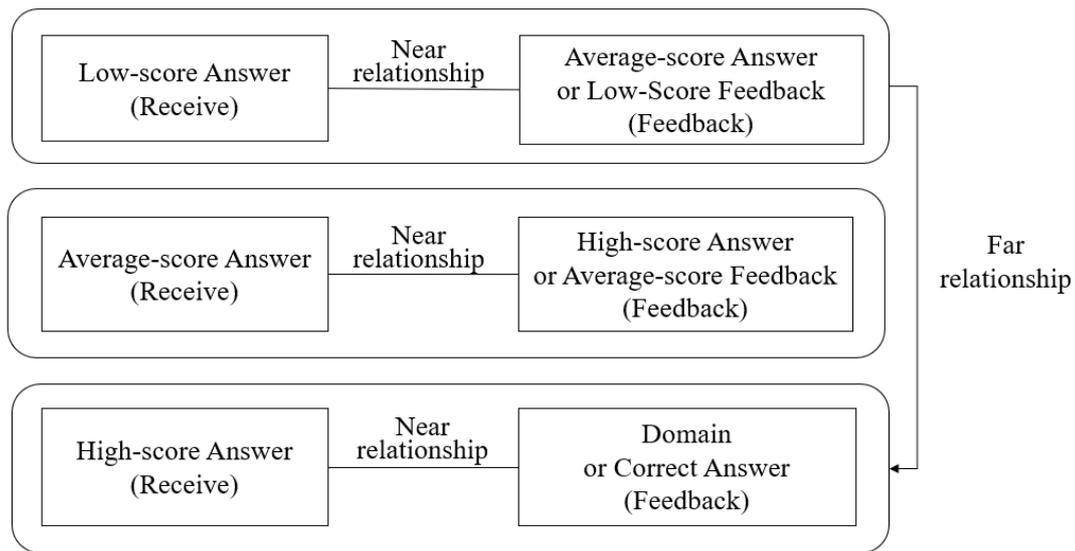 Low-score Answer
(Receive)
Near
relationship
Average-score Answer
or Low-Score Feedback
(Feedback)
Average-score Answer
(Receive)
Near
relationship
High-score Answer
or Average-score Feedback
(Feedback)
Far
relationship
High-score Answer
(Receive)
Near
relationship
Domain
or Correct Answer
(Feedback)